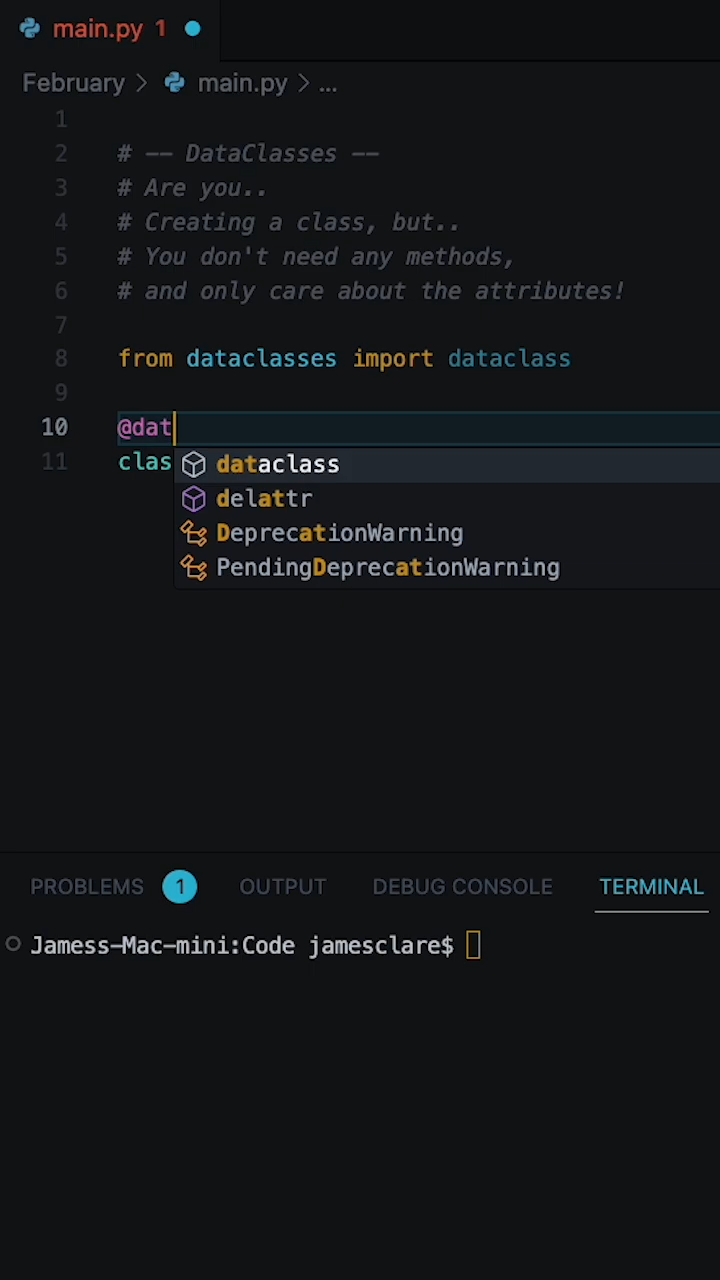 main.py 1
February > main.py > ...
1
2 # -- DataClasses --
3 # Are you..
4 # Creating a class, but..
5 # You don't need any methods,
6 # and only care about the attributes!
7
8 from dataclasses import dataclass
9
10 @dat
11 clas
dataclass
delattr
DeprecationWarning
PendingDeprecationWarning
PROBLEMS 1 OUTPUT DEBUG CONSOLE TERMINAL
Jamess-Mac-mini:Code jamesclare$